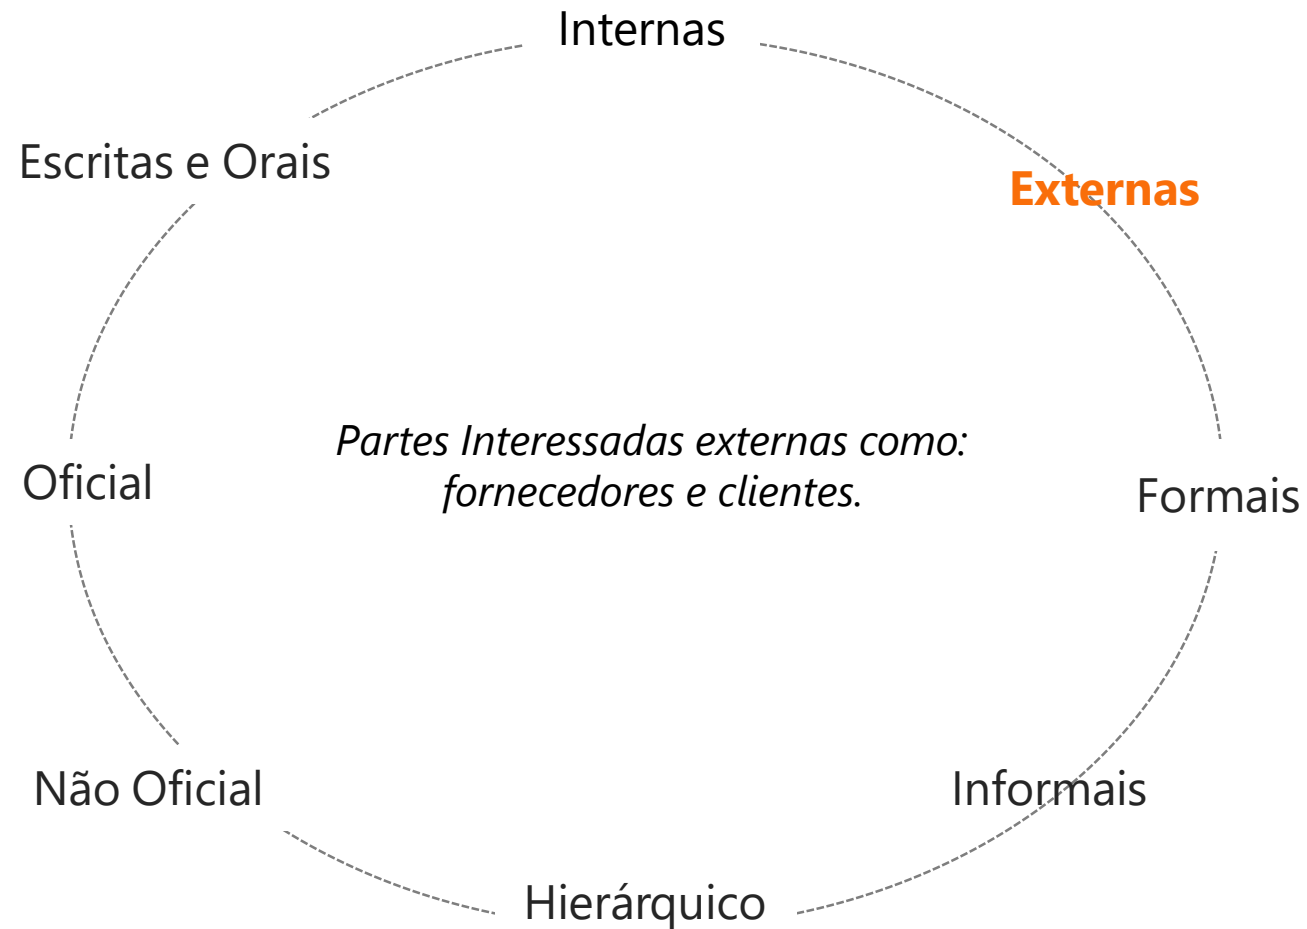 Internas
Escritas e Orais
Externas
Partes Interessadas externas como:
fornecedores e clientes.
Oficial
Formais
Não Oficial
Informais
Hierárquico